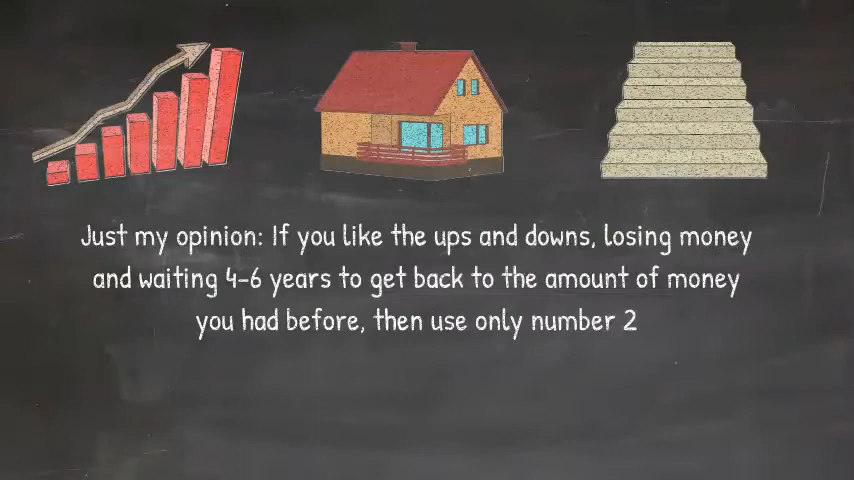 Just my opinion: If you like the ups and downs, losing money
and waiting 4-6 years to get back to the amount of money
you had before, then use only number 2